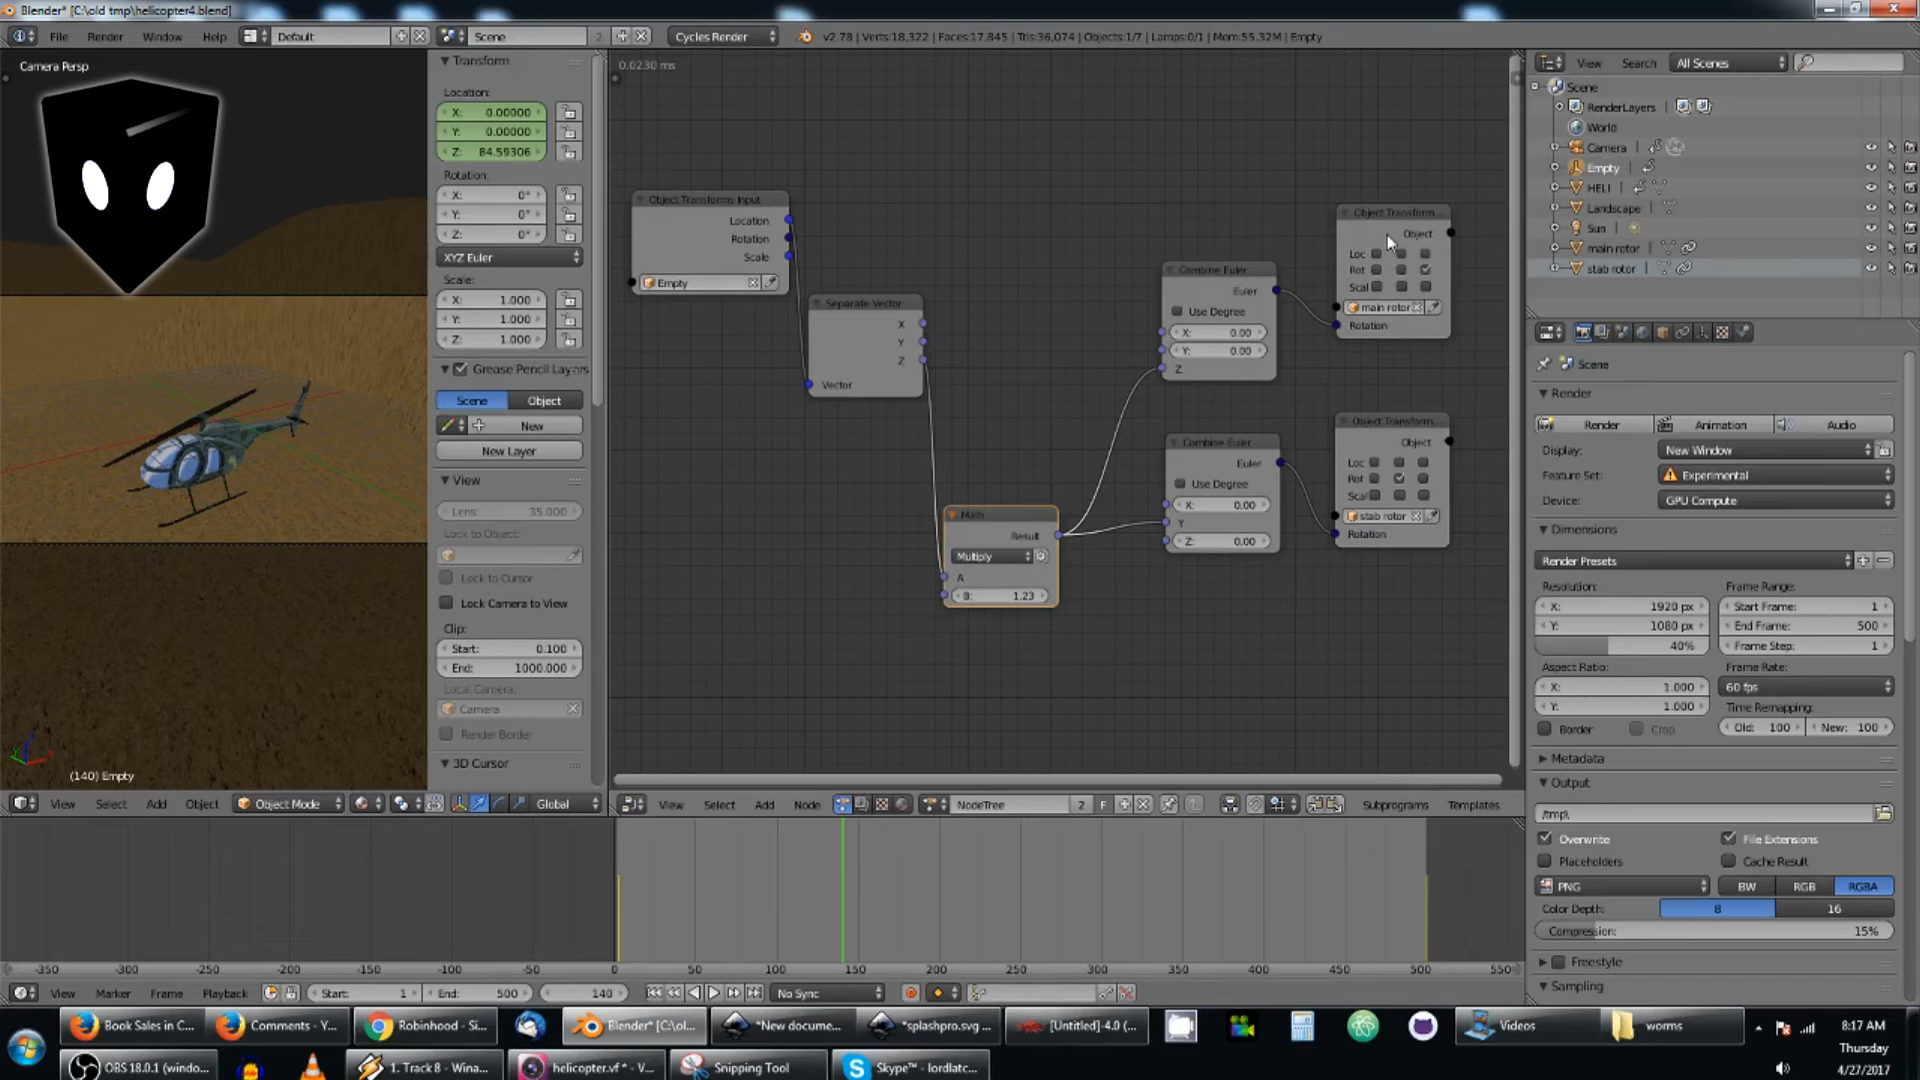 Blender* [C:\old tmp\helicopter4.blend]
File Render Window Help Default Scene 2 Cycles Render v2.78 | Verts:18,322 | Faces:17,845 | Tris:36,074 | Objects:1/7 | Lamps:0/1 | Mem:55.32M | Empty
Camera Persp
(140) Empty
Transform
Location:
X: 0.00000
Y: 0.00000
Z: 84.59306
Rotation:
X: 0°
Y: 0°
Z: 0°
XYZ Euler
Scale:
X: 1.000
Y: 1.000
Z: 1.000
Grease Pencil Layers
Scene Object
New
New Layer
View
Lens: 35.000
Lock to Object:
Lock to Cursor
Lock Camera to View
Clip:
Start: 0.100
End: 1000.000
Local Camera:
Camera
Render Border
3D Cursor
0.0230 ms
Object Transforms Input
Location
Rotation
Scale
Empty
Separate Vector
X
Y
Z
Vector
Math
Result
Multiply
A
B: 1.23
Combine Euler
Euler
Use Degree
X: 0.00
Y: 0.00
Z
Combine Euler
Euler
Use Degree
X: 0.00
Y
Z: 0.00
Object Transform...
Object
Loc
Rot
Scal
main rotor
Rotation
Object Transform...
Object
Loc
Rot
Scal
stab rotor
Rotation
View Search All Scenes
Scene
RenderLayers
World
Camera
Empty
HELI
Landscape
Sun
main rotor
stab rotor
Scene
Render
Render Animation Audio
Display: New Window
Feature Set: Experimental
Device: GPU Compute
Dimensions
Render Presets
Resolution: Frame Range:
X: 1920 px Start Frame: 1
Y: 1080 px End Frame: 500
40% Frame Step: 1
Aspect Ratio: Frame Rate:
X: 1.000 60 fps
Y: 1.000 Time Remapping:
Border Crop Old: 100 New: 100
Metadata
Output
/tmp\
Overwrite File Extensions
Placeholders Cache Result
PNG BW RGB RGBA
Color Depth: 8 16
Compression: 15%
Freestyle
Sampling
View Select Add Object Object Mode Global
View Select Add Node NodeTree 2 F Subprograms Templates
-350 -300 -250 -200 -150 -100 -50 0 50 100 150 200 250 300 350 400 450 500 550
View Marker Frame Playback Start: 1 End: 500 140 No Sync
Book Sales in C... Comments - Y... Robinhood - Si... Blender* [C:\ol... *New docume... *splashpro.svg ... [Untitled]-4.0 (... Videos worms
8:17 AM
Thursday
4/27/2017
OBS 18.0.1 (windo... 1. Track 8 - Wina... helicopter.vf * - V... Snipping Tool Skype™ - lordlatc...